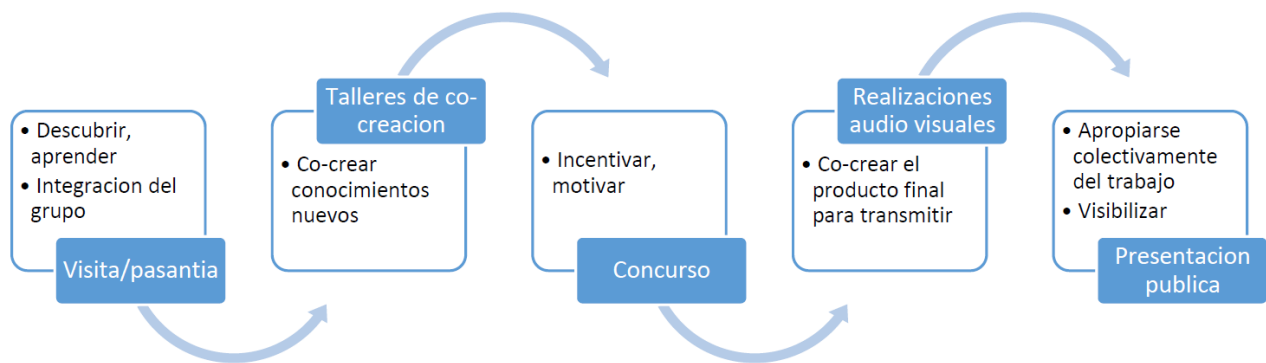 • Descubrir,
aprender
• Integracion del
grupo
Visita/pasantia
Talleres de co-
creacion
• Co-crear
conocimientos
nuevos
• Incentivar,
motivar
Concurso
Realizaciones
audio visuales
• Co-crear el
producto final
para transmitir
• Apropiarse
colectivamente
del trabajo
• Visibilizar
Presentacion
publica